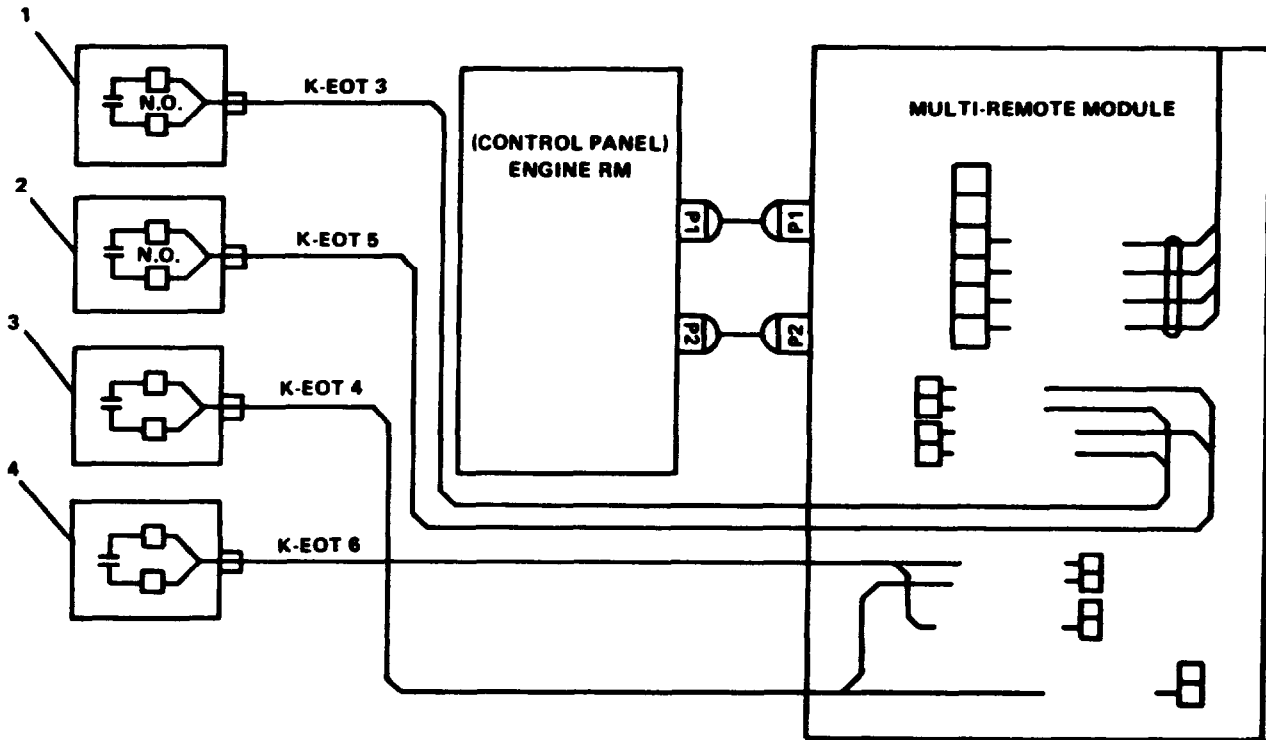 1
N.O.
K-EOT 3
2
N.O.
K-EOT 5
3
K-EOT 4
4
K-EOT 6
(CONTROL PANEL)
ENGINE RM
P1
P2
P1
P2
MULTI-REMOTE MODULE